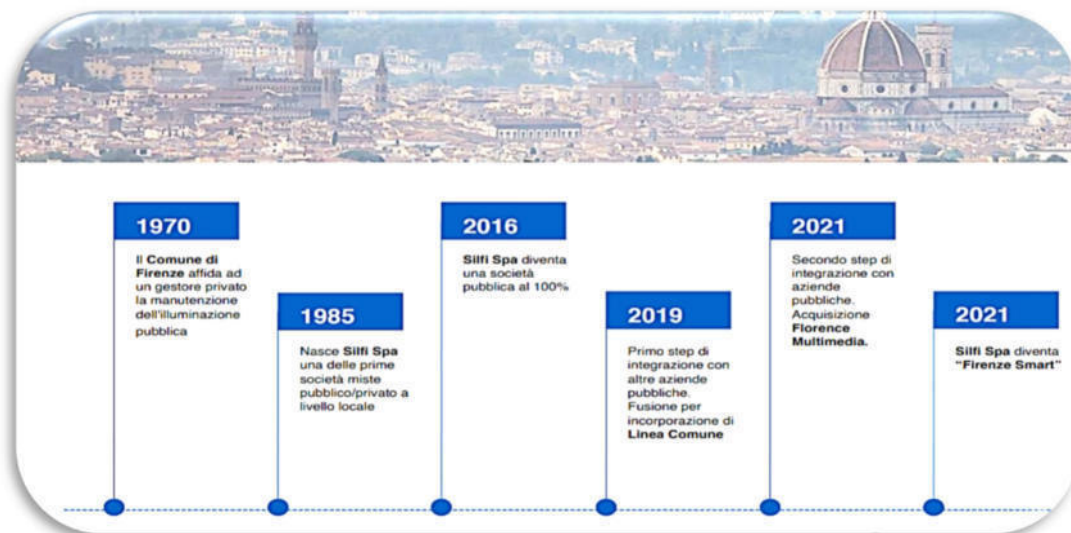 1970
Il Comune di
Firenze affida ad
un gestore privato
la manutenzione
dell'illuminazione
pubblica
1985
Nasce Silfi Spa
una delle prime
società miste
pubblico/privato a
livello locale
2016
Silfi Spa diventa
una società
pubblica al 100%
2019
Primo step di
integrazione con
altre aziende
pubbliche.
Fusione per
incorporazione di
Linea Comune
2021
Secondo step di
integrazione con
aziende
pubbliche.
Acquisizione
Florence
Multimedia.
2021
Silfi Spa diventa
“Firenze Smart”